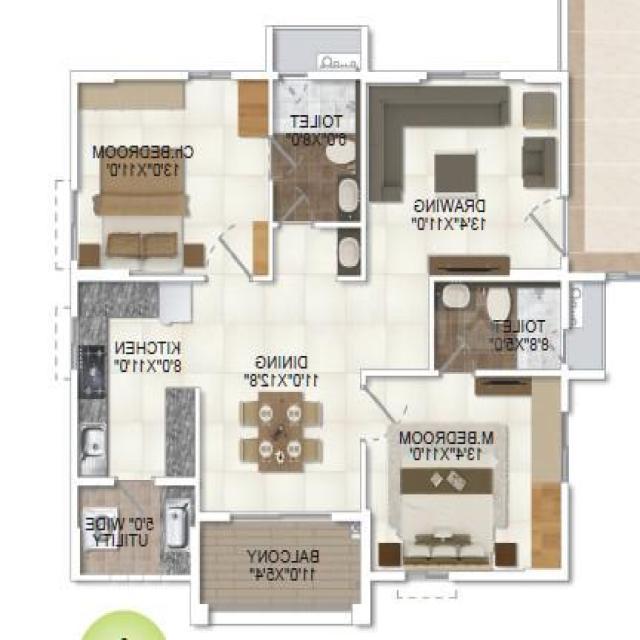 Ch.BEDROOM
13'0"X11'0"
TOILET
6'0"X8'0"
DRAWING
13'4"X11'0"
TOILET
8'8"X5'0"
KITCHEN
8'0"X11'0"
DINING
11'0"X12'8"
M.BEDROOM
13'4"X11'0"
5'0" WIDE
UTILITY
BALCONY
11'0"X5'4"